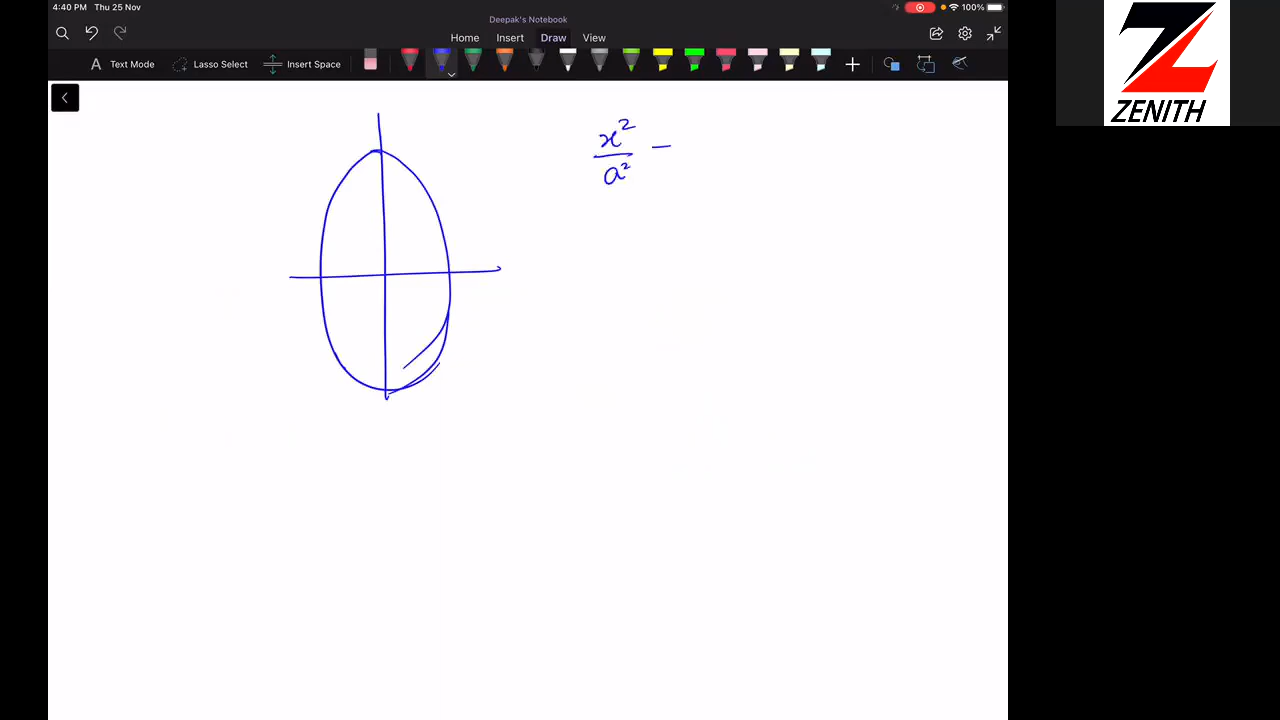 4:40 PM Thu 25 Nov
100%
Deepak's Notebook
Home Insert Draw View
A Text Mode Lasso Select Insert Space
x²/a² −
ZENITH